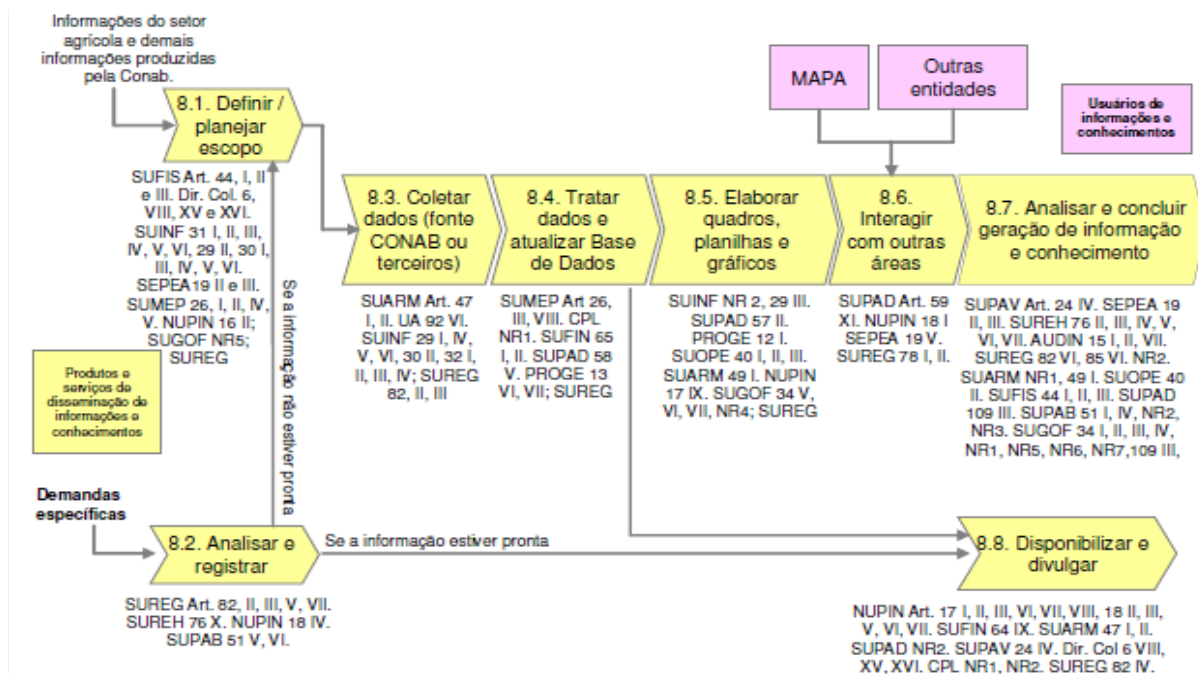 Informações do setor
agrícola e demais
informações produzidas
pela Conab.
8.1. Definir /
planejar
escopo
SUFIS Art. 44, I, II
e III. Dir. Col. 6,
VIII, XV e XVI.
SUINF 31 I, II, III,
IV, V, VI, 29 II, 30 I,
III, IV, V, VI.
SEPEA19 II e III.
SUMEP 26, I, II, IV,
V. NUPIN 16 II;
SUGOF NR5;
SUREG
MAPA
Outras
entidades
Usuários de
informações e
conhecimentos
8.3. Coletar
dados (fonte
CONAB ou
terceiros)
SUARM Art. 47
I, II. UA 92 VI.
SUINF 29 I, IV,
V, VI, 30 II, 32 I,
II, III, IV; SUREG
82, II, III
8.4. Tratar
dados e
atualizar Base
de Dados
SUMEP Art 26,
III, VIII. CPL
NR1. SUFIN 65
I, II. SUPAD 58
V. PROGE 13
VI, VII; SUREG
8.5. Elaborar
quadros,
planilhas e
gráficos
SUINF NR 2, 29 III.
SUPAD 57 II.
PROGE 12 I.
SUOPE 40 I, II, III.
SUARM 49 I. NUPIN
17 IX. SUGOF 34 V,
VI, VII, NR4; SUREG
8.6.
Interagir
com outras
áreas
SUPAD Art. 59
XI. NUPIN 18 I
SEPEA 19 V.
SUREG 78 I, II.
8.7. Analisar e concluir
geração de informação
e conhecimento
SUPAV Art. 24 IV. SEPEA 19
II, III. SUREH 76 II, III, IV, V,
VI, VII. AUDIN 15 I, II, VII.
SUREG 82 VI, 85 VI. NR2.
SUARM NR1, 49 I. SUOPE 40
II. SUFIS 44 I, II, III. SUPAD
109 III. SUPAB 51 I, IV, NR2,
NR3. SUGOF 34 I, II, III, IV,
NR1, NR5, NR6, NR7,109 III,
Produtos e
serviços de
disseminação de
informações e
conhecimentos
Se a informação não estiver pronta
Demandas
específicas
8.2. Analisar e
registrar
SUREG Art. 82, II, III, V, VII.
SUREH 76 X. NUPIN 18 IV.
SUPAB 51 V, VI.
Se a informação estiver pronta
8.8. Disponibilizar e
divulgar
NUPIN Art. 17 I, II, III, VI, VII, VIII, 18 II, III,
V, VI, VII. SUFIN 64 IX. SUARM 47 I, II.
SUPAD NR2. SUPAV 24 IV. Dir. Col 6 VIII,
XV, XVI. CPL NR1, NR2. SUREG 82 IV.